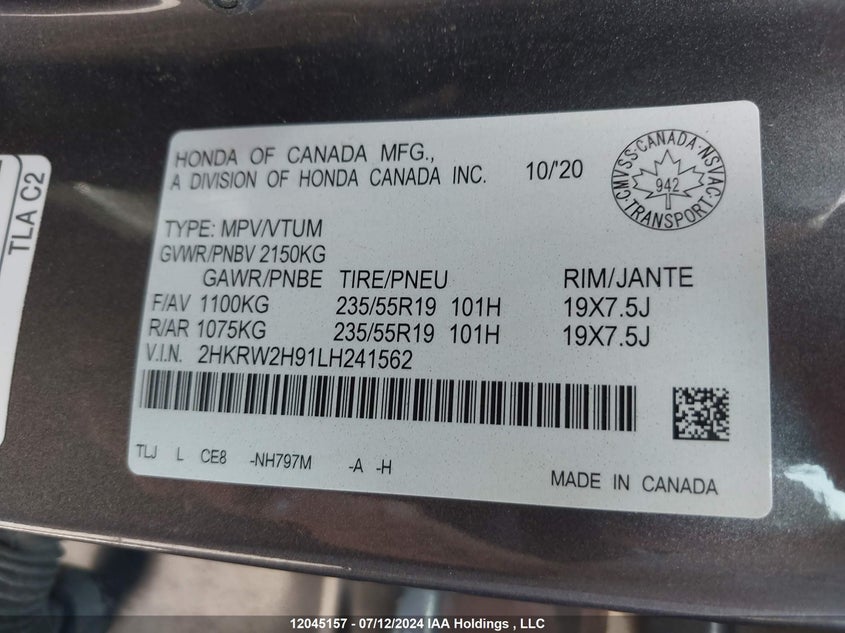 TLA C2
HONDA OF CANADA MFG.,
A DIVISION OF HONDA CANADA INC. 10/'20
CMVSS·CANADA·NSVAC·TRANSPORT·
942
TYPE: MPV/VTUM
GVWR/PNBV 2150KG
GAWR/PNBE TIRE/PNEU RIM/JANTE
F/AV 1100KG 235/55R19 101H 19X7.5J
R/AR 1075KG 235/55R19 101H 19X7.5J
V.I.N. 2HKRW2H91LH241562
TLJ L CE8 -NH797M -A -H
MADE IN CANADA
12045157 - 07/12/2024 IAA Holdings , LLC